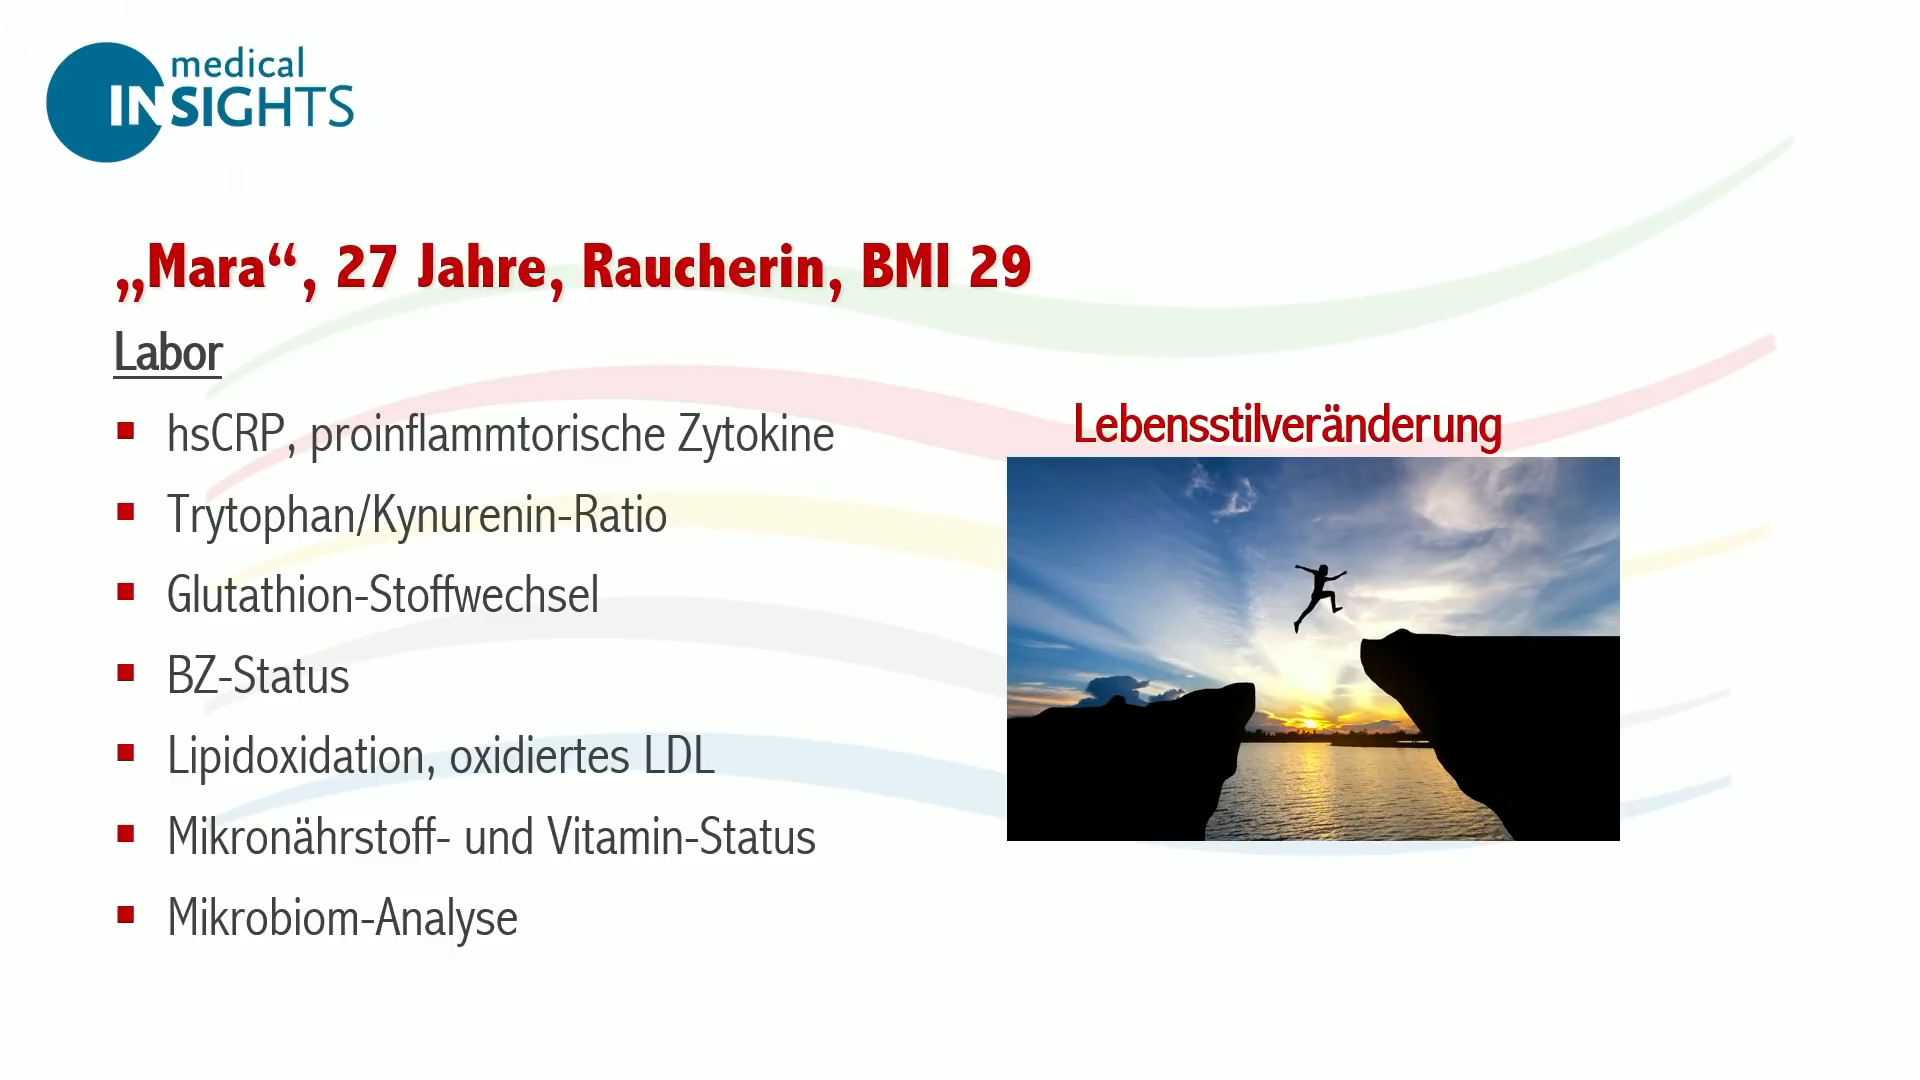 medical
INSIGHTS
„Mara“, 27 Jahre, Raucherin, BMI 29
Labor
▪ hsCRP, proinflammtorische Zytokine
▪ Trytophan/Kynurenin-Ratio
▪ Glutathion-Stoffwechsel
▪ BZ-Status
▪ Lipidoxidation, oxidiertes LDL
▪ Mikronährstoff- und Vitamin-Status
▪ Mikrobiom-Analyse
Lebensstilveränderung